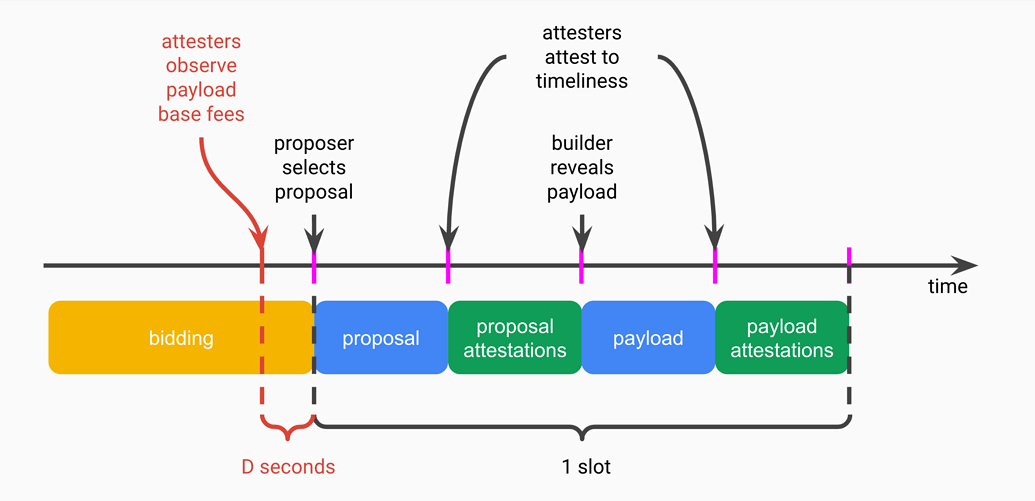 attesters
observe
payload
base fees
proposer
selects
proposal
attesters
attest to
timeliness
builder
reveals
payload
time
bidding
proposal
proposal
attestations
payload
payload
attestations
D seconds
1 slot